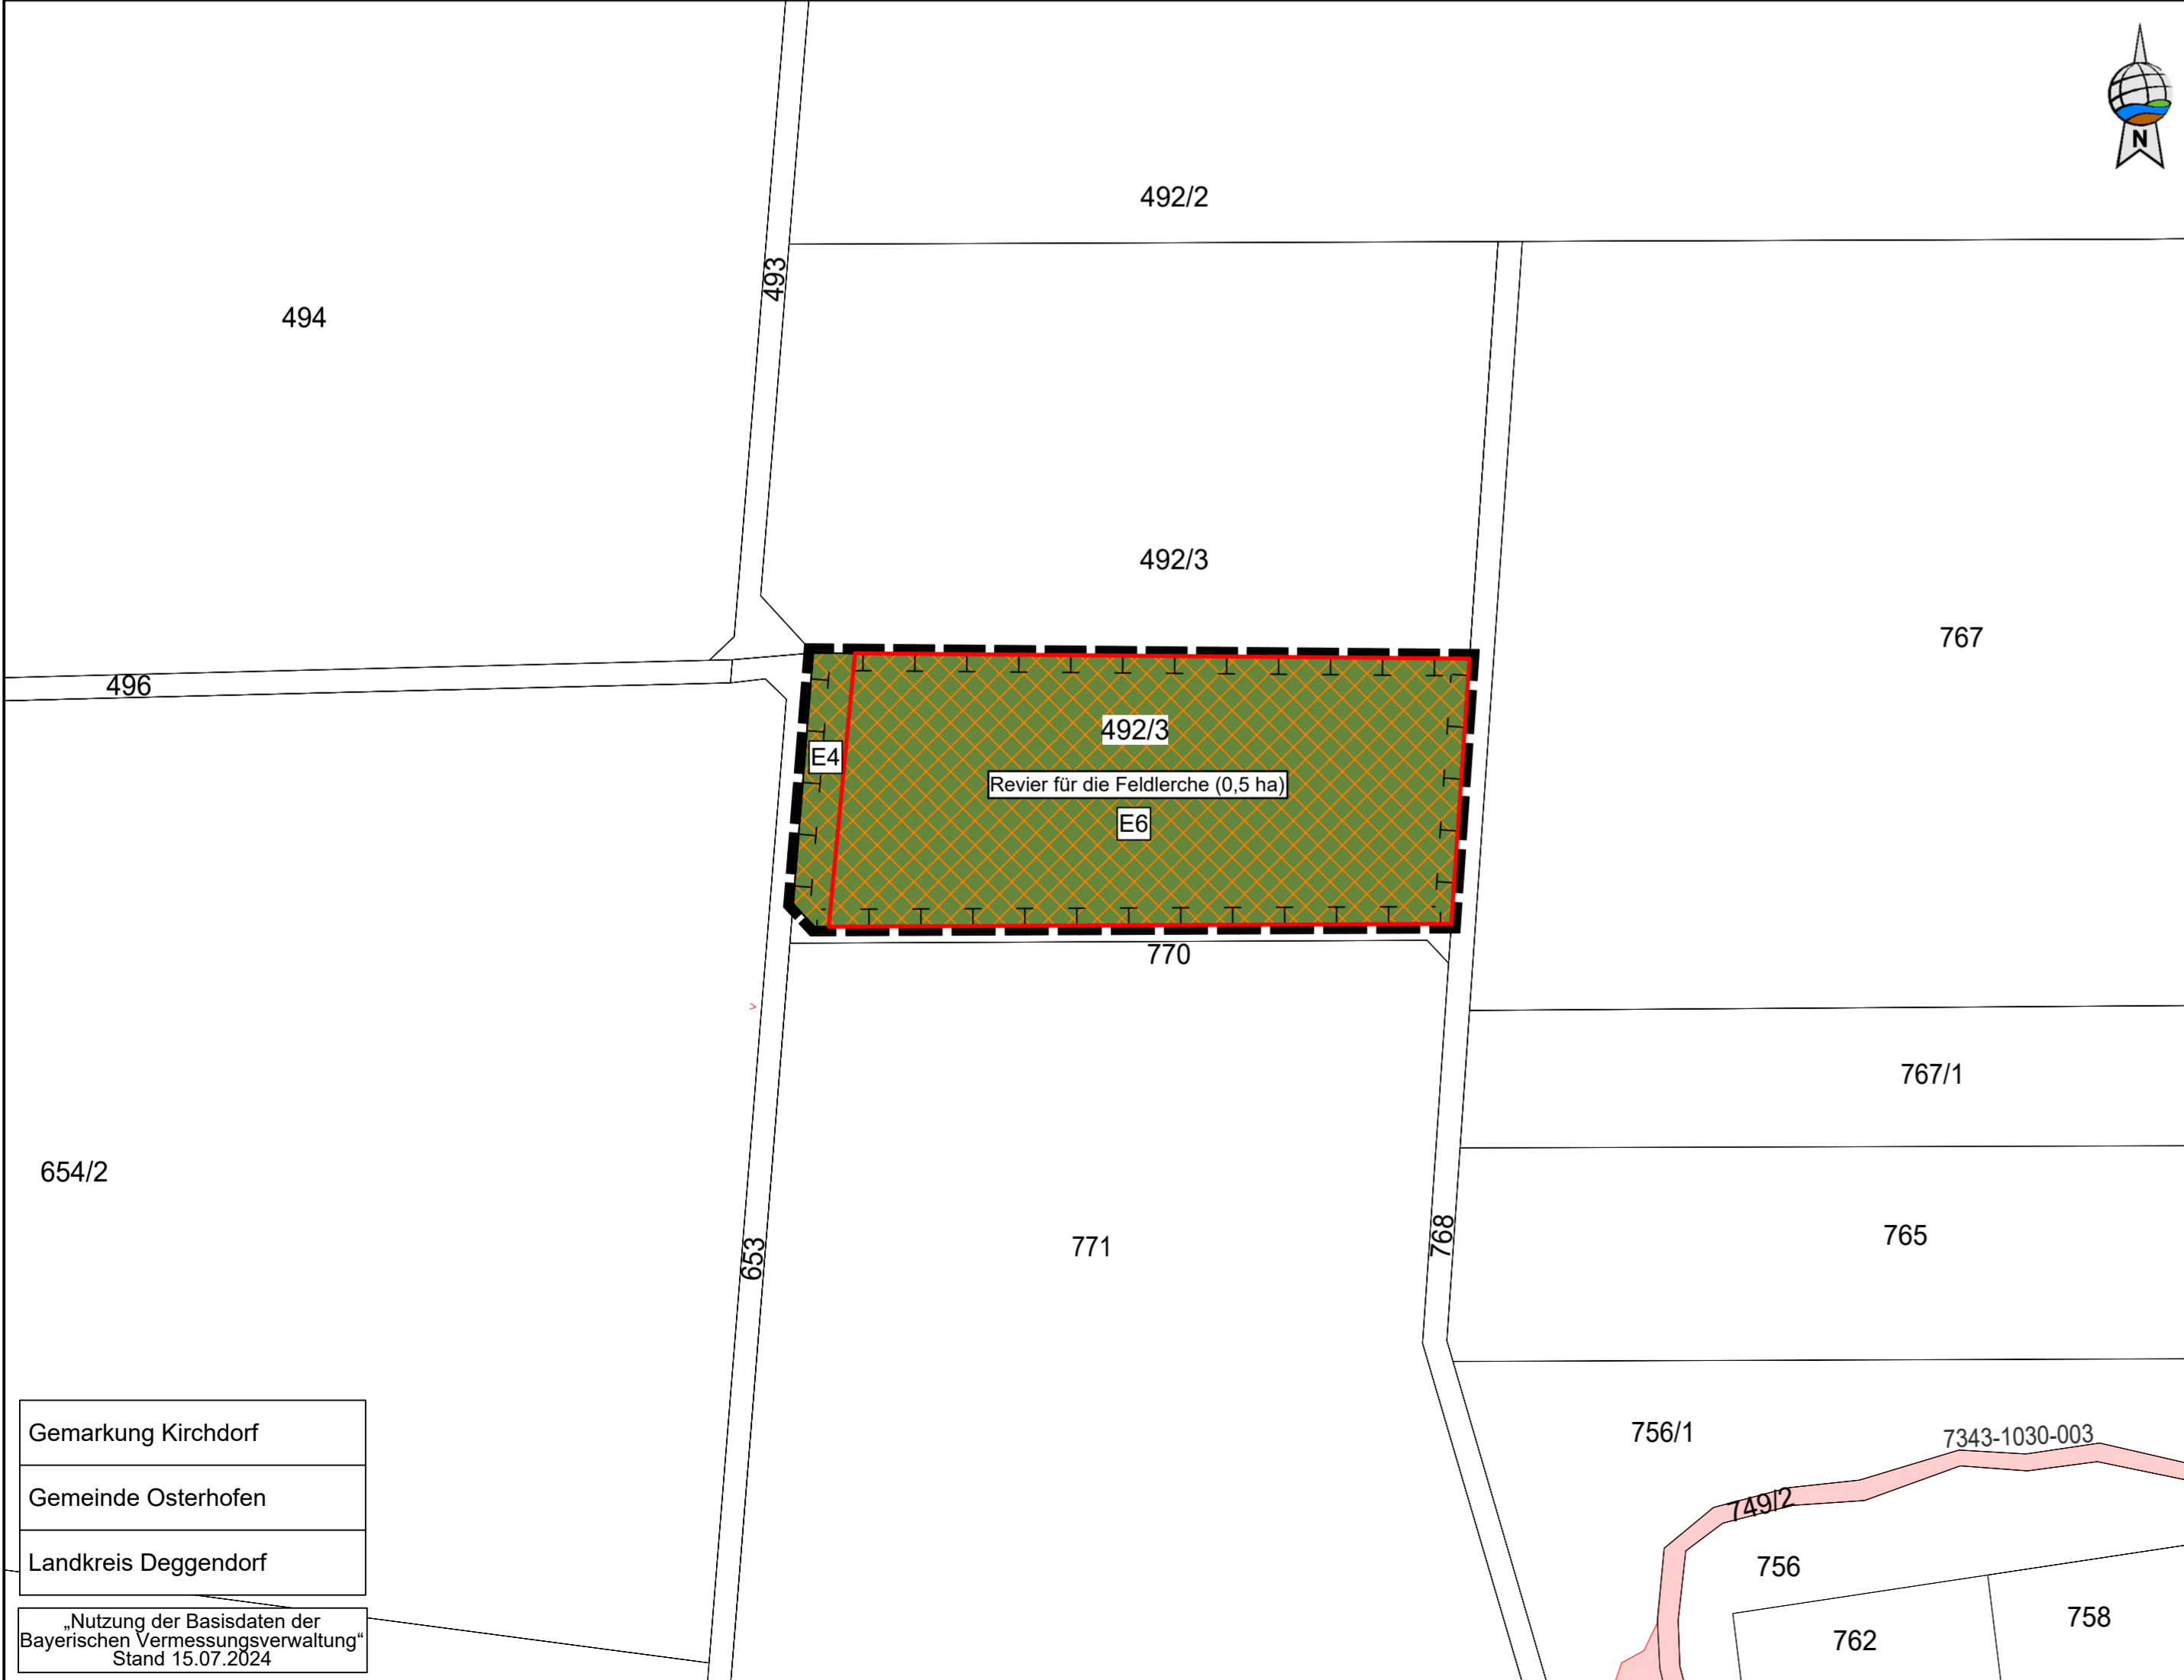 N
492/2
493
494
492/3
767
496
492/3
E4
Revier für die Feldlerche (0,5 ha)
E6
770
767/1
654/2
765
768
771
653
Gemarkung Kirchdorf
756/1
7343-1030-003
Gemeinde Osterhofen
749/2
Landkreis Deggendorf
756
758
762
„Nutzung der Basisdaten der
Bayerischen Vermessungsverwaltung“
Stand 15.07.2024